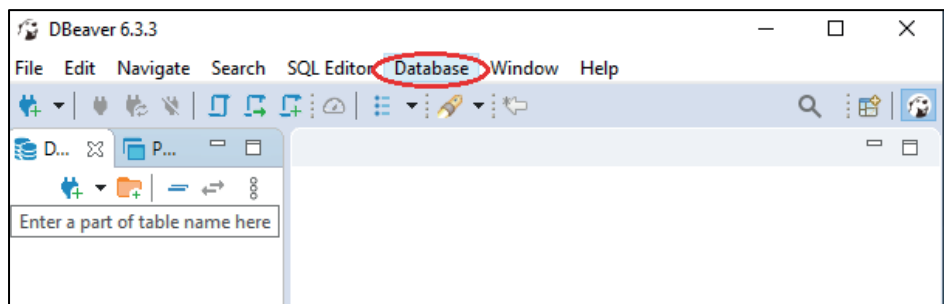 DBeaver 6.3.3
File Edit Navigate Search SQL Editor Database Window Help
D... P...
Enter a part of table name here